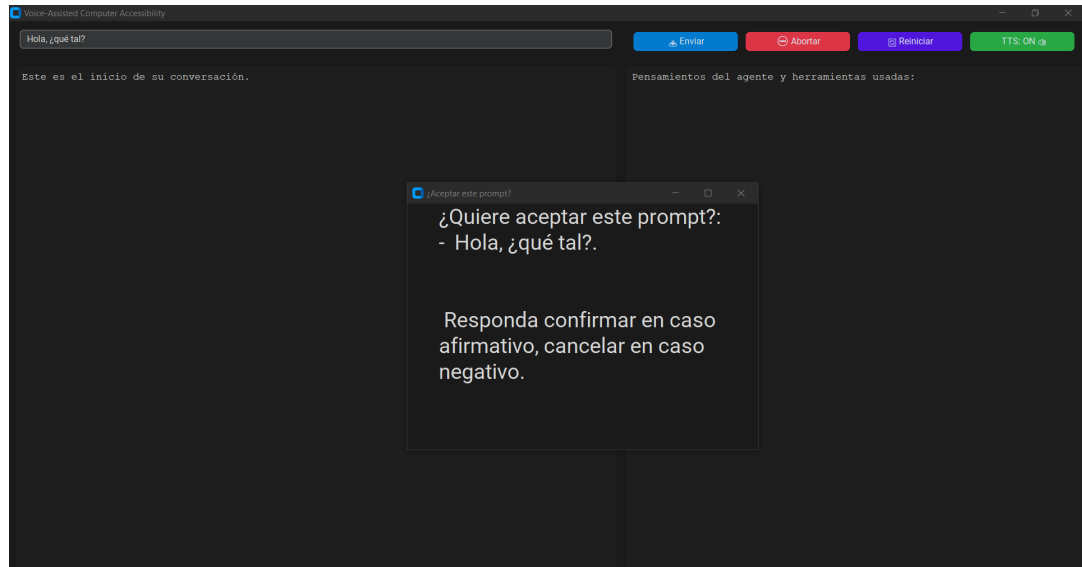 Voice-Assisted Computer Accessibility
Hola, ¿qué tal?
Enviar
Abortar
Reiniciar
TTS: ON
Este es el inicio de su conversación.
Pensamientos del agente y herramientas usadas:
¿Aceptar este prompt?
¿Quiere aceptar este prompt?:
- Hola, ¿qué tal?.
Responda confirmar en caso
afirmativo, cancelar en caso
negativo.